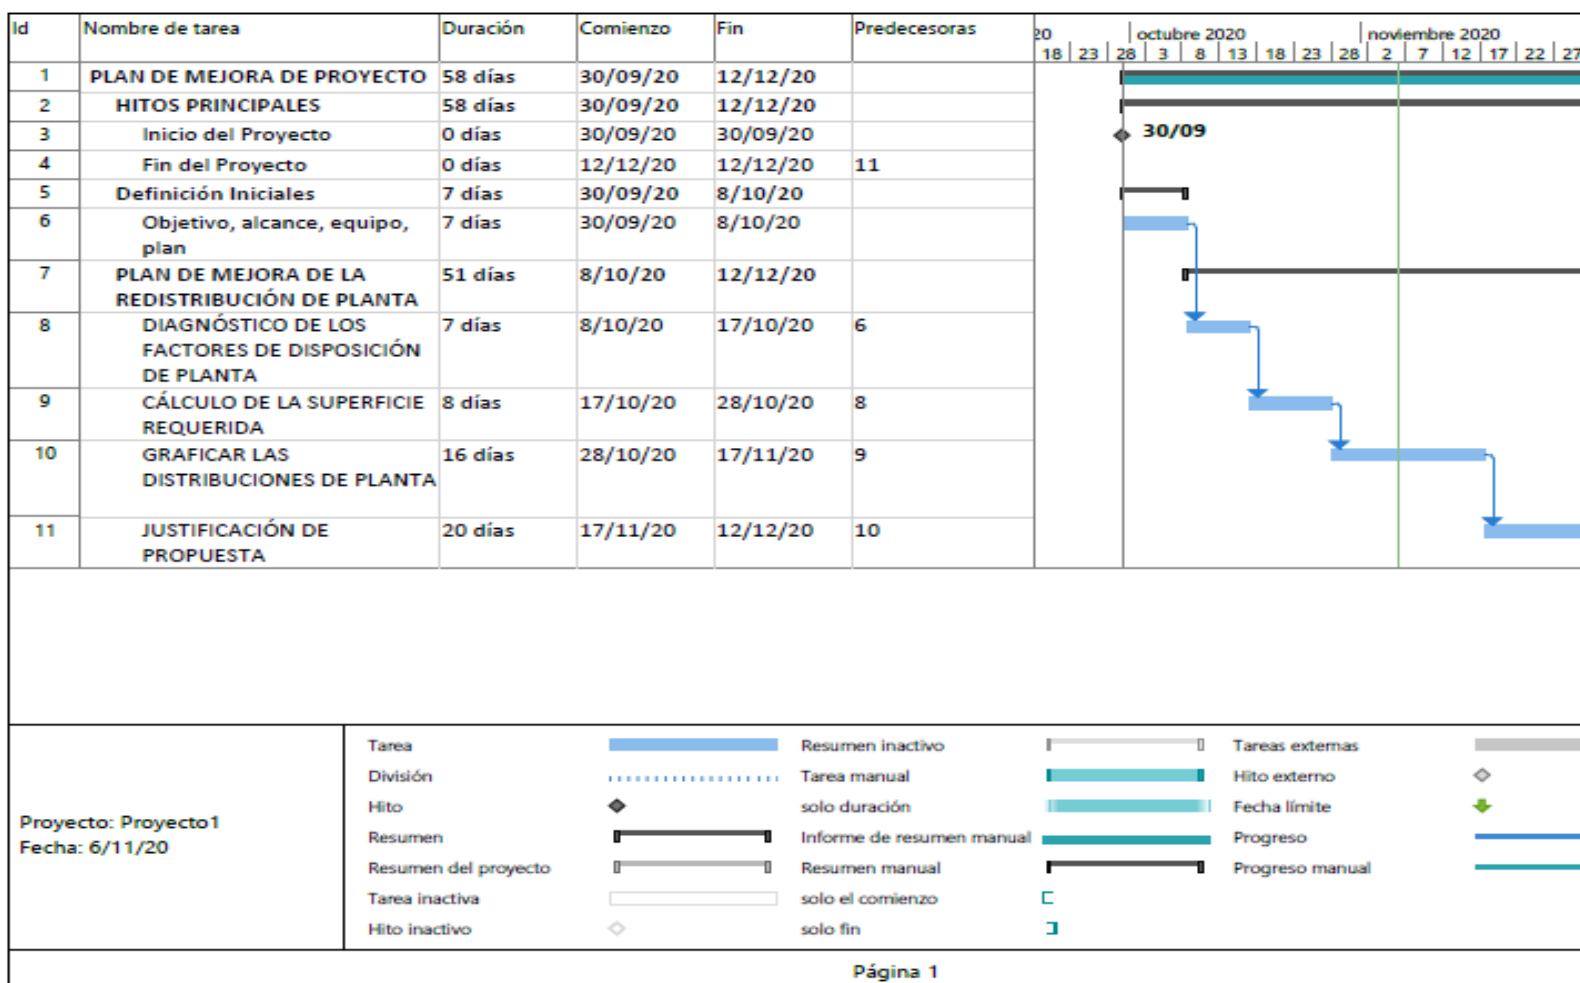 Id Nombre de tarea Duración Comienzo Fin Predecesoras
20 octubre 2020 noviembre 2020
18 23 28 3 8 13 18 23 28 2 7 12 17 22 27
1 PLAN DE MEJORA DE PROYECTO 58 días 30/09/20 12/12/20
2 HITOS PRINCIPALES 58 días 30/09/20 12/12/20
3 Inicio del Proyecto 0 días 30/09/20 30/09/20 30/09
4 Fin del Proyecto 0 días 12/12/20 12/12/20 11
5 Definición Iniciales 7 días 30/09/20 8/10/20
6 Objetivo, alcance, equipo, 7 días 30/09/20 8/10/20
plan
7 PLAN DE MEJORA DE LA 51 días 8/10/20 12/12/20
REDISTRIBUCIÓN DE PLANTA
8 DIAGNÓSTICO DE LOS 7 días 8/10/20 17/10/20 6
FACTORES DE DISPOSICIÓN
DE PLANTA
9 CÁLCULO DE LA SUPERFICIE 8 días 17/10/20 28/10/20 8
REQUERIDA
10 GRAFICAR LAS 16 días 28/10/20 17/11/20 9
DISTRIBUCIONES DE PLANTA
11 JUSTIFICACIÓN DE 20 días 17/11/20 12/12/20 10
PROPUESTA
Proyecto: Proyecto1
Fecha: 6/11/20
Tarea Resumen inactivo Tareas externas
División Tarea manual Hito externo
Hito solo duración Fecha límite
Resumen Informe de resumen manual Progreso
Resumen del proyecto Resumen manual Progreso manual
Tarea inactiva solo el comienzo
Hito inactivo solo fin
Página 1